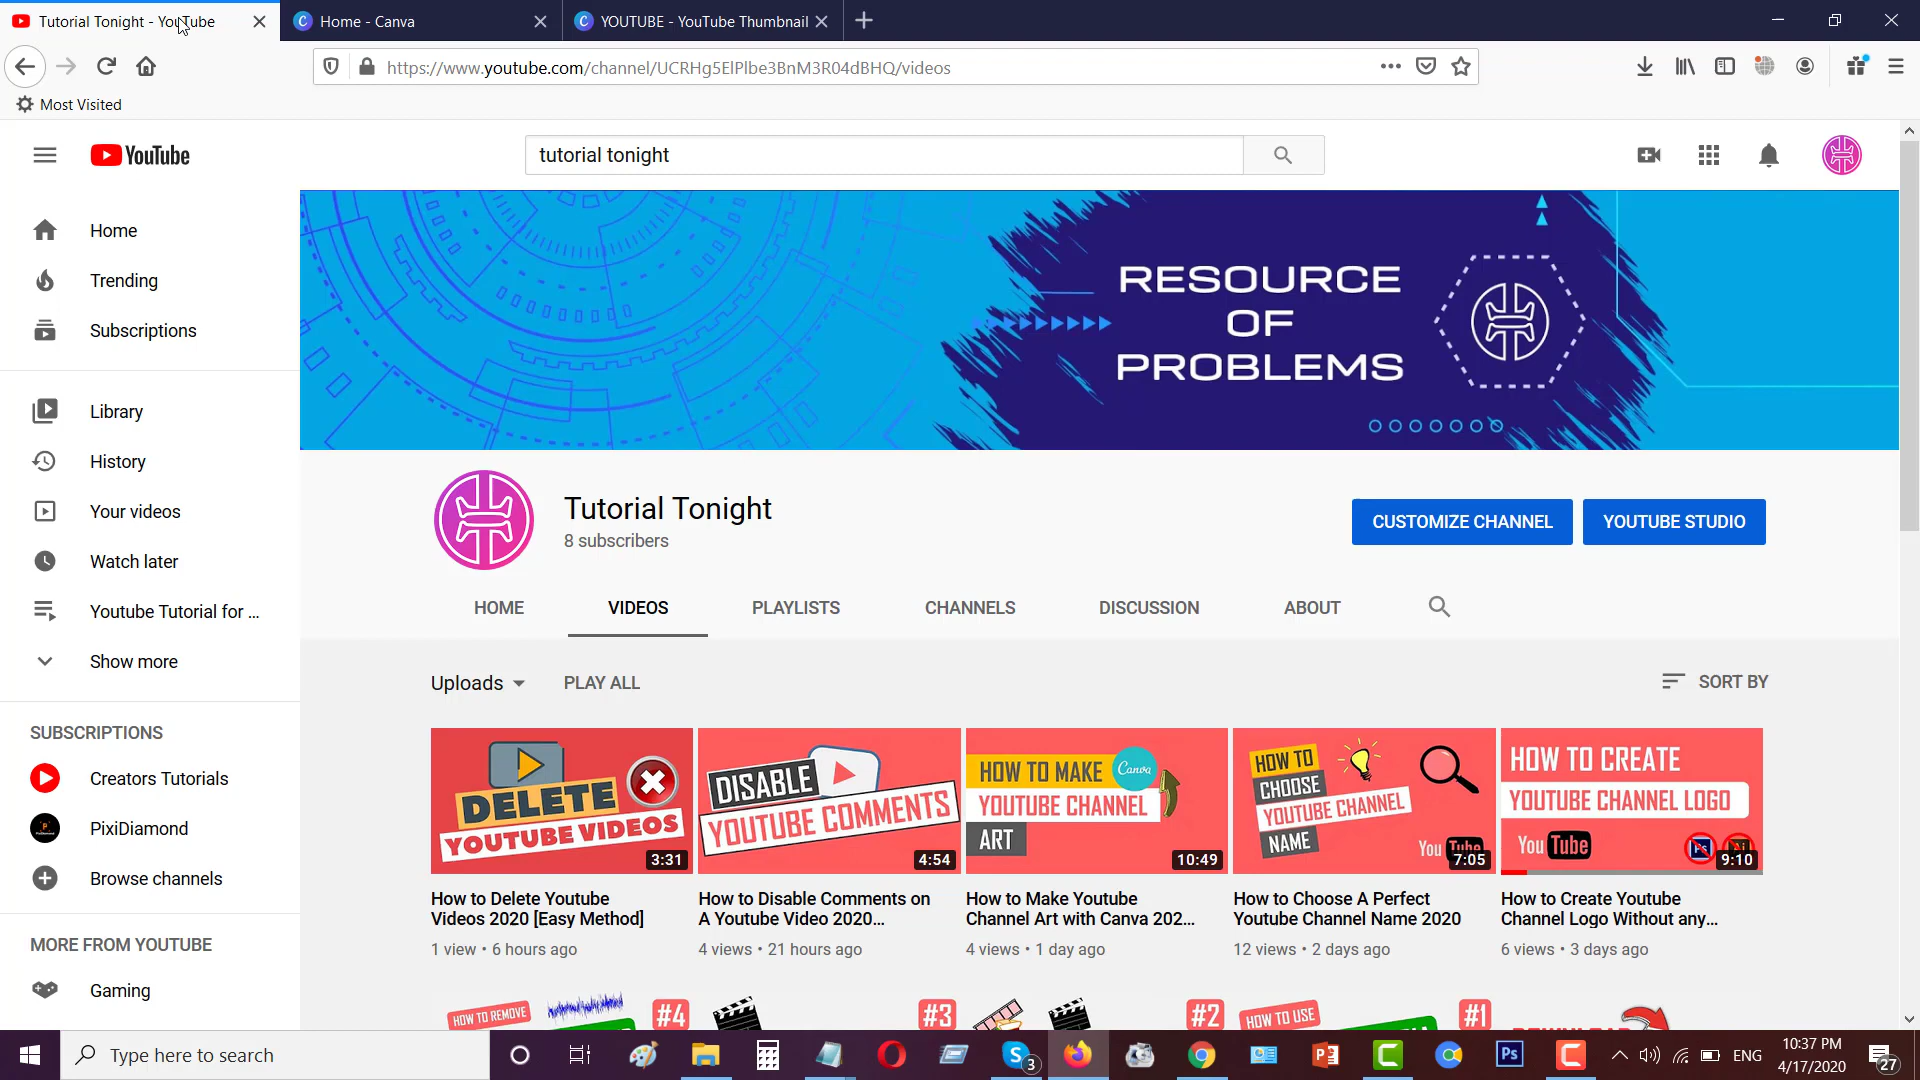 Tutorial Tonight - YouTube
Home - Canva
YOUTUBE - YouTube Thumbnail
https://www.youtube.com/channel/UCRHg5ElPlbe3BnM3R04dBHQ/videos
Most Visited
YouTube
tutorial tonight
Home
Trending
Subscriptions
Library
History
Your videos
Watch later
Youtube Tutorial for ...
Show more
SUBSCRIPTIONS
Creators Tutorials
PixiDiamond
Browse channels
MORE FROM YOUTUBE
Gaming
RESOURCE
OF
PROBLEMS
Tutorial Tonight
8 subscribers
CUSTOMIZE CHANNEL
YOUTUBE STUDIO
HOME
VIDEOS
PLAYLISTS
CHANNELS
DISCUSSION
ABOUT
Uploads
PLAY ALL
SORT BY
DELETE
YOUTUBE VIDEOS
3:31
How to Delete Youtube
Videos 2020 [Easy Method]
1 view • 6 hours ago
DISABLE
YOUTUBE COMMENTS
4:54
How to Disable Comments on
A Youtube Video 2020...
4 views • 21 hours ago
HOW TO MAKE Canva
YOUTUBE CHANNEL
ART
10:49
How to Make Youtube
Channel Art with Canva 202...
4 views • 1 day ago
HOW TO
CHOOSE
YOUTUBE CHANNEL
NAME
YouTube
7:05
How to Choose A Perfect
Youtube Channel Name 2020
12 views • 2 days ago
HOW TO CREATE
YOUTUBE CHANNEL LOGO
YouTube
Ps
9:10
How to Create Youtube
Channel Logo Without any...
6 views • 3 days ago
HOW TO REMOVE
#4
#3
#2
HOW TO USE
#1
Type here to search
3
Ps
ENG
10:37 PM
4/17/2020
27